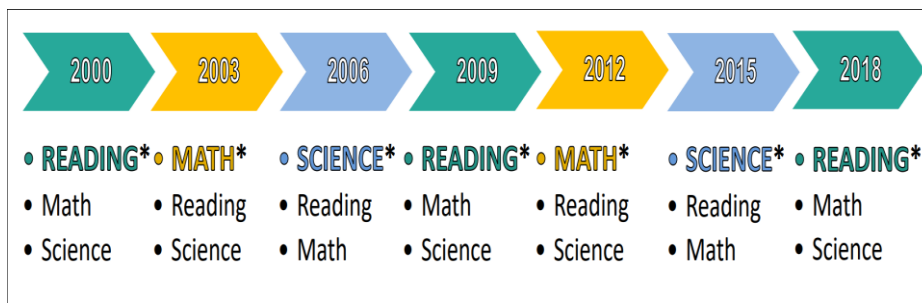 2000 2003 2006 2009 2012 2015 2018
• READING* • MATH* • SCIENCE* • READING* • MATH* • SCIENCE* • READING*
• Math • Reading • Reading • Math • Reading • Reading • Math
• Science • Science • Math • Science • Science • Math • Science